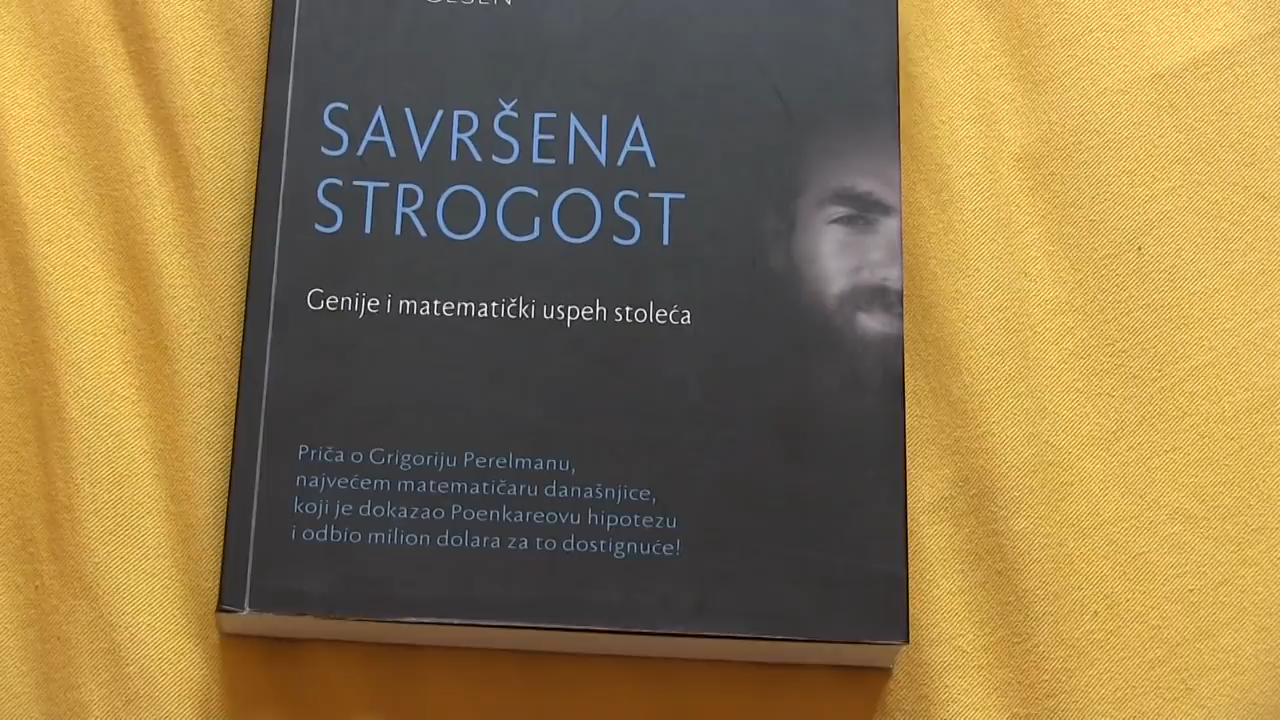 SAVRŠENA
STROGOST
Genije i matematički uspeh stoleća
Priča o Grigoriju Perelmanu,
najvećem matematičaru današnjice,
koji je dokazao Poenkareovu hipotezu
i odbio milion dolara za to dostignuće!